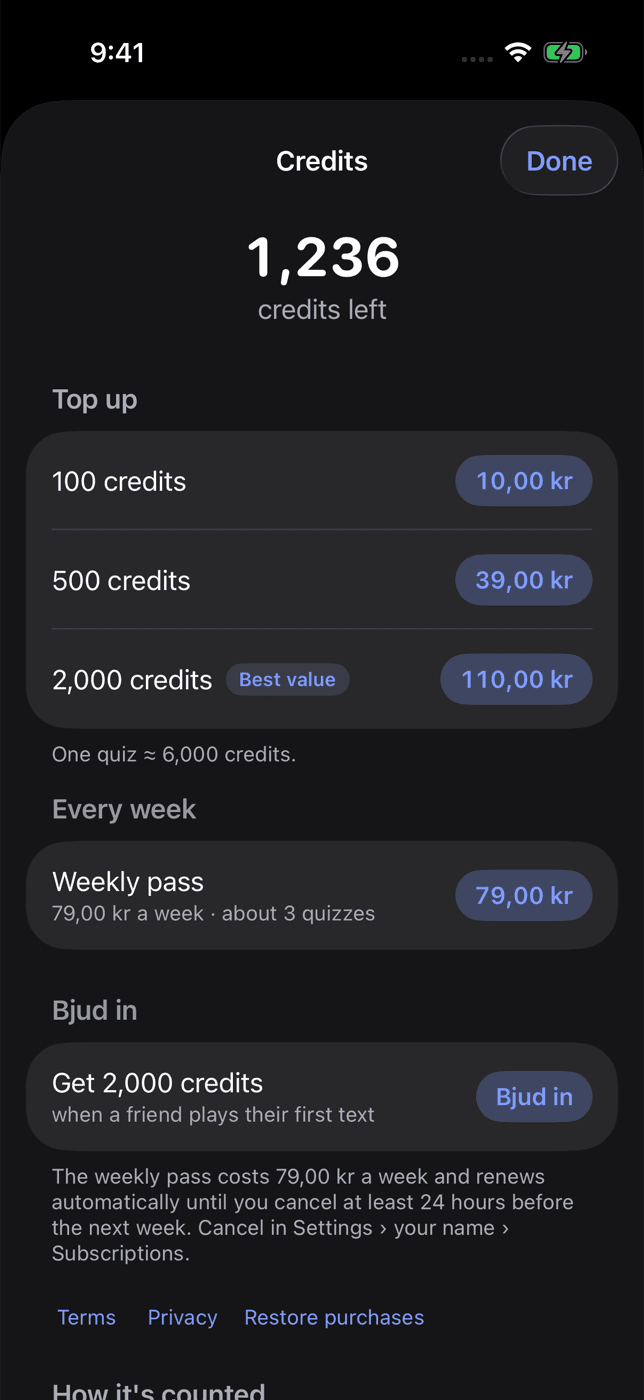 9:41
Credits
Done
1,236
credits left
Top up
100 credits
10,00 kr
500 credits
39,00 kr
2,000 credits
Best value
110,00 kr
One quiz ≈ 6,000 credits.
Every week
Weekly pass
79,00 kr a week · about 3 quizzes
79,00 kr
Bjud in
Get 2,000 credits
when a friend plays their first text
Bjud in
The weekly pass costs 79,00 kr a week and renews
automatically until you cancel at least 24 hours before
the next week. Cancel in Settings › your name ›
Subscriptions.
Terms
Privacy
Restore purchases
How it's counted